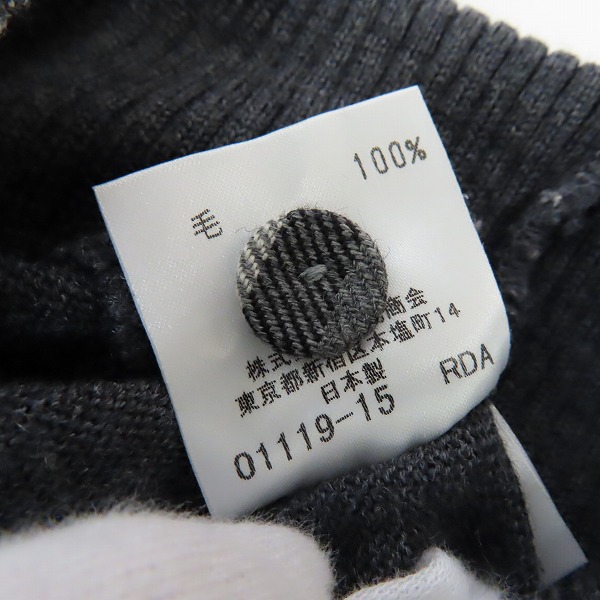 毛 100%
株式 商会
東京都新宿区本塩町14
日本製
01119-15 RDA